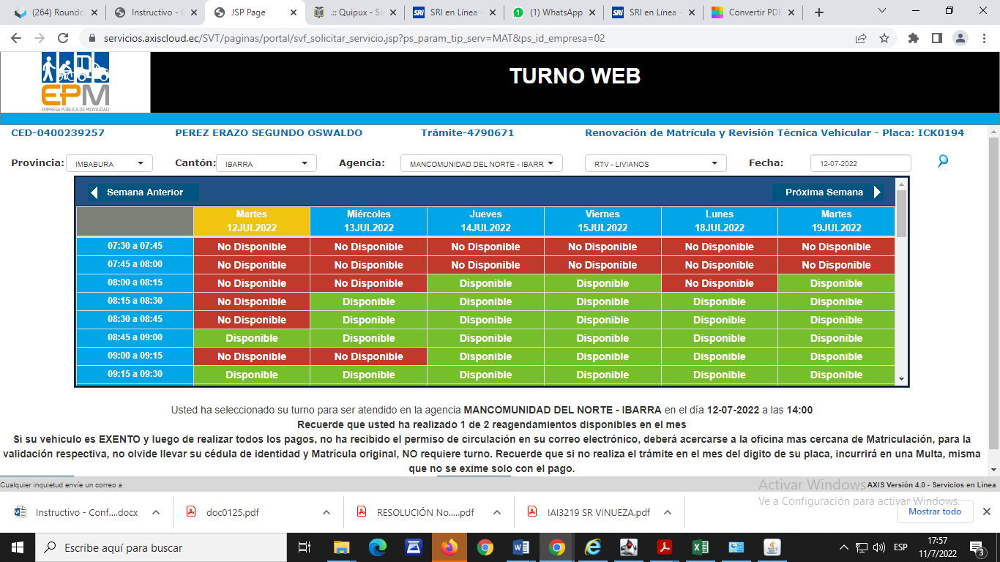 (264) Roundc
Instructivo - C
JSP Page
.:: Quipux - Sis
SRi SRI en Línea -
(1) WhatsApp
SRi SRI en Línea -
Convertir PDF
servicios.axiscloud.ec/SVT/paginas/portal/svf_solicitar_servicio.jsp?ps_param_tip_serv=MAT&ps_id_empresa=02
EPM
EMPRESA PÚBLICA DE MOVILIDAD
TURNO WEB
CED-0400239257 PEREZ ERAZO SEGUNDO OSWALDO Trámite-4790671 Renovación de Matrícula y Revisión Técnica Vehicular - Placa: ICK0194
Provincia: IMBABURA Cantón: IBARRA Agencia: MANCOMUNIDAD DEL NORTE - IBARR RTV - LIVIANOS Fecha: 12-07-2022
Semana Anterior Próxima Semana
Martes Miércoles Jueves Viernes Lunes Martes
12JUL2022 13JUL2022 14JUL2022 15JUL2022 18JUL2022 19JUL2022
07:30 a 07:45 No Disponible No Disponible No Disponible No Disponible No Disponible No Disponible
07:45 a 08:00 No Disponible No Disponible No Disponible No Disponible No Disponible No Disponible
08:00 a 08:15 No Disponible No Disponible Disponible Disponible No Disponible Disponible
08:15 a 08:30 No Disponible Disponible Disponible Disponible Disponible Disponible
08:30 a 08:45 No Disponible Disponible Disponible Disponible Disponible Disponible
08:45 a 09:00 Disponible Disponible Disponible Disponible Disponible Disponible
09:00 a 09:15 No Disponible No Disponible Disponible Disponible Disponible Disponible
09:15 a 09:30 Disponible Disponible Disponible Disponible Disponible Disponible
Usted ha seleccionado su turno para ser atendido en la agencia MANCOMUNIDAD DEL NORTE - IBARRA en el día 12-07-2022 a las 14:00
Recuerde que usted ha realizado 1 de 2 reagendamientos disponibles en el mes
Si su vehiculo es EXENTO y luego de realizar todos los pagos, no ha recibido el permiso de circulación en su correo electrónico, deberá acercarse a la oficina mas cercana de Matriculación, para la
validación respectiva, no olvide llevar su cédula de identidad y Matrícula original, NO requiere turno. Recuerde que si no realiza el trámite en el mes del digito de su placa, incurrirá en una Multa, misma
que no se exime solo con el pago.
Cualquier inquietud envíe un correo a
AXIS Versión 4.0 - Servicios en Línea
Activar Windows
Ve a Configuración para activar Windows.
Instructivo - Conf....docx
doc0125.pdf
RESOLUCIÓN No.....pdf
IAI3219 SR VINUEZA.pdf
Mostrar todo
Escribe aquí para buscar
ESP
17:57
11/7/2022
3